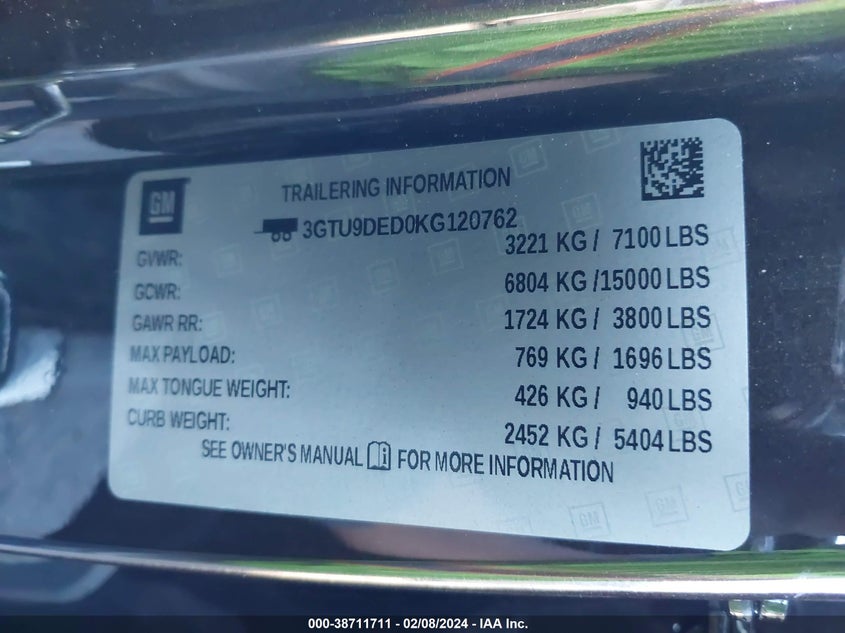 GM
TRAILERING INFORMATION
3GTU9DED0KG120762
GVWR: 3221 KG / 7100 LBS
GCWR: 6804 KG /15000 LBS
GAWR RR: 1724 KG / 3800 LBS
MAX PAYLOAD: 769 KG / 1696 LBS
MAX TONGUE WEIGHT: 426 KG / 940 LBS
CURB WEIGHT: 2452 KG / 5404 LBS
SEE OWNER'S MANUAL FOR MORE INFORMATION
000-38711711 - 02/08/2024 - IAA Inc.